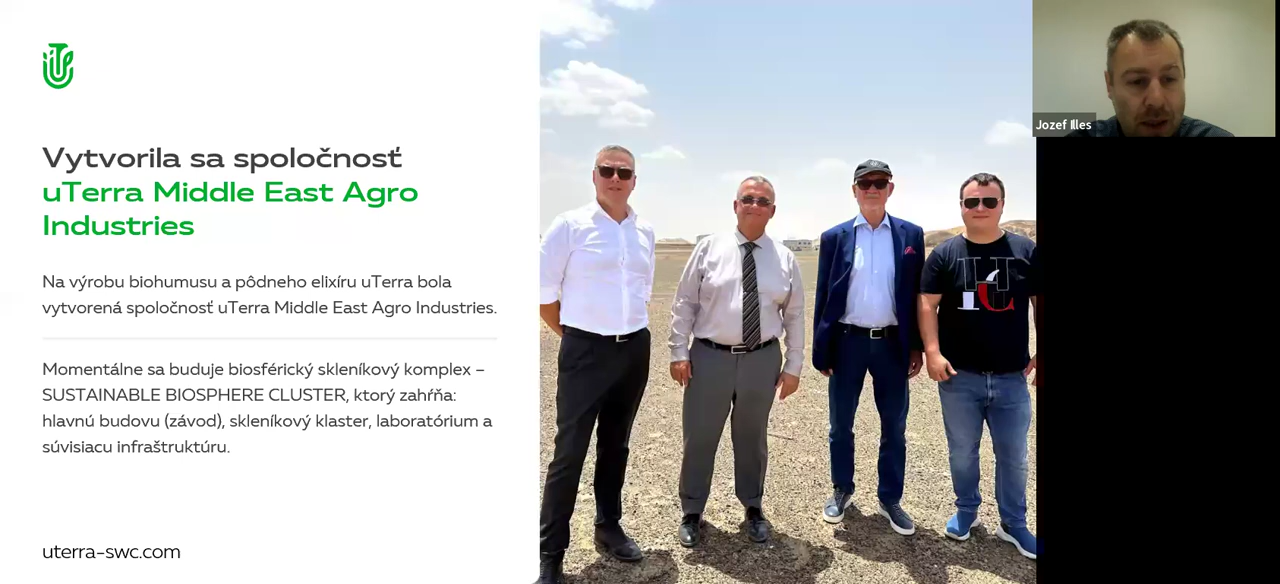 Vytvorila sa spoločnosť
uTerra Middle East Agro
Industries
Na výrobu biohumusu a pôdneho elixíru uTerra bola
vytvorená spoločnosť uTerra Middle East Agro Industries.
Momentálne sa buduje biosférický skleníkový komplex –
SUSTAINABLE BIOSPHERE CLUSTER, ktorý zahŕňa:
hlavnú budovu (závod), skleníkový klaster, laboratórium a
súvisiacu infraštruktúru.
uterra-swc.com
Jozef Illes